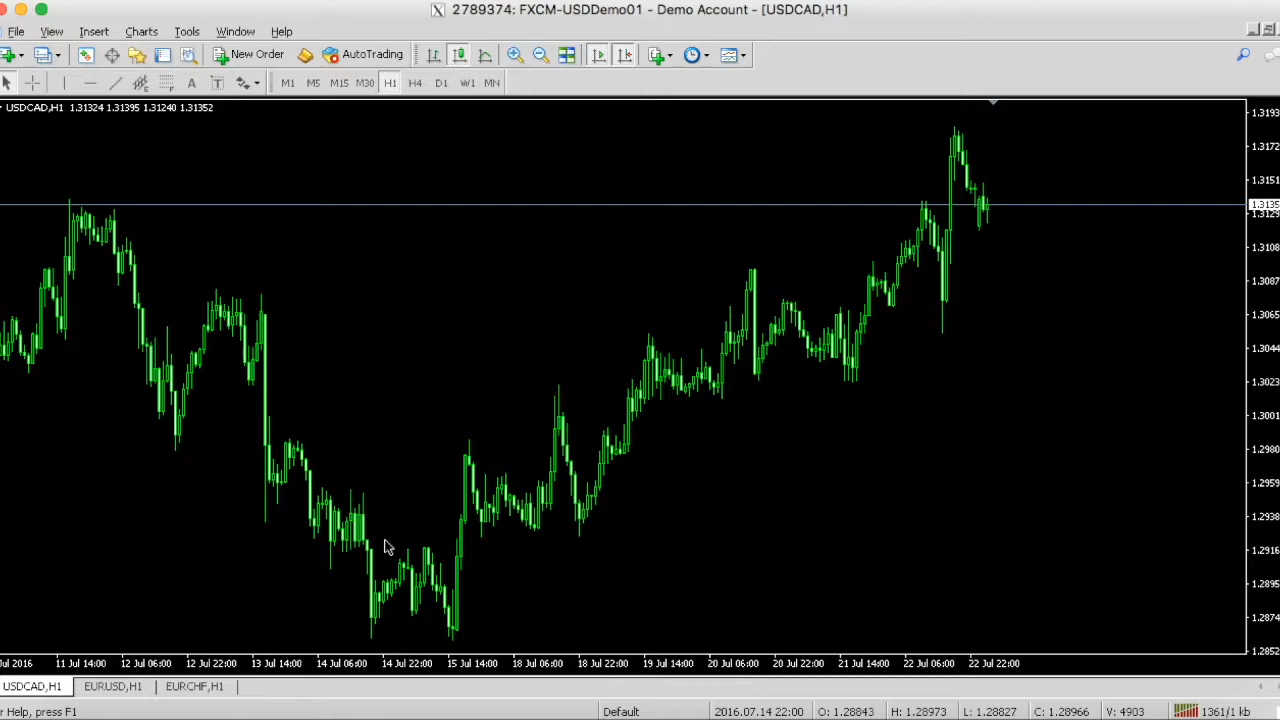 2789374: FXCM-USDDemo01 - Demo Account - [USDCAD,H1]
File View Insert Charts Tools Window Help
New Order AutoTrading
A T M1 M5 M15 M30 H1 H4 D1 W1 MN
USDCAD,H1 1.31324 1.31395 1.31240 1.31352
1.3193
1.3172
1.3151
1.3135
1.3129
1.3108
1.3087
1.3065
1.3044
1.3023
1.3001
1.2980
1.2959
1.2938
1.2916
1.2895
1.2874
1.2852
Jul 2016 11 Jul 14:00 12 Jul 06:00 12 Jul 22:00 13 Jul 14:00 14 Jul 06:00 14 Jul 22:00 15 Jul 14:00 18 Jul 06:00 18 Jul 22:00 19 Jul 14:00 20 Jul 06:00 20 Jul 22:00 21 Jul 14:00 22 Jul 06:00 22 Jul 22:00
USDCAD,H1 EURUSD,H1 EURCHF,H1
r Help, press F1 Default 2016.07.14 22:00 O: 1.28843 H: 1.28973 L: 1.28827 C: 1.28966 V: 4903 1361/1 kb